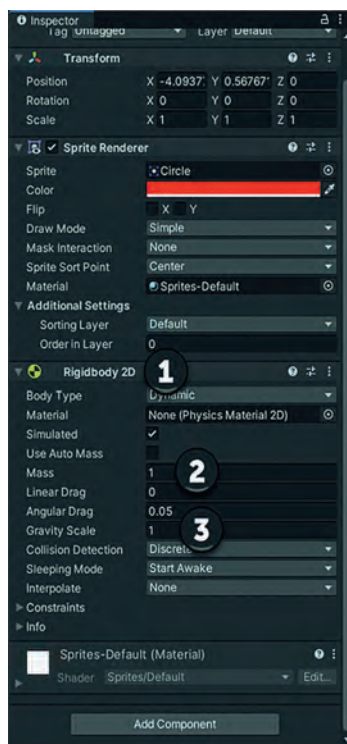 Inspector
Tag Untagged Layer Default
Transform
Position X -4.0937 Y 0.56767 Z 0
Rotation X 0 Y 0 Z 0
Scale X 1 Y 1 Z 1
Sprite Renderer
Sprite Circle
Color
Flip X Y
Draw Mode Simple
Mask Interaction None
Sprite Sort Point Center
Material Sprites-Default
Additional Settings
Sorting Layer Default
Order in Layer 0
Rigidbody 2D 1
Body Type Dynamic
Material None (Physics Material 2D)
Simulated
Use Auto Mass
Mass 1 2
Linear Drag 0
Angular Drag 0.05
Gravity Scale 1 3
Collision Detection Discrete
Sleeping Mode Start Awake
Interpolate None
Constraints
Info
Sprites-Default (Material)
Shader Sprites/Default Edit...
Add Component